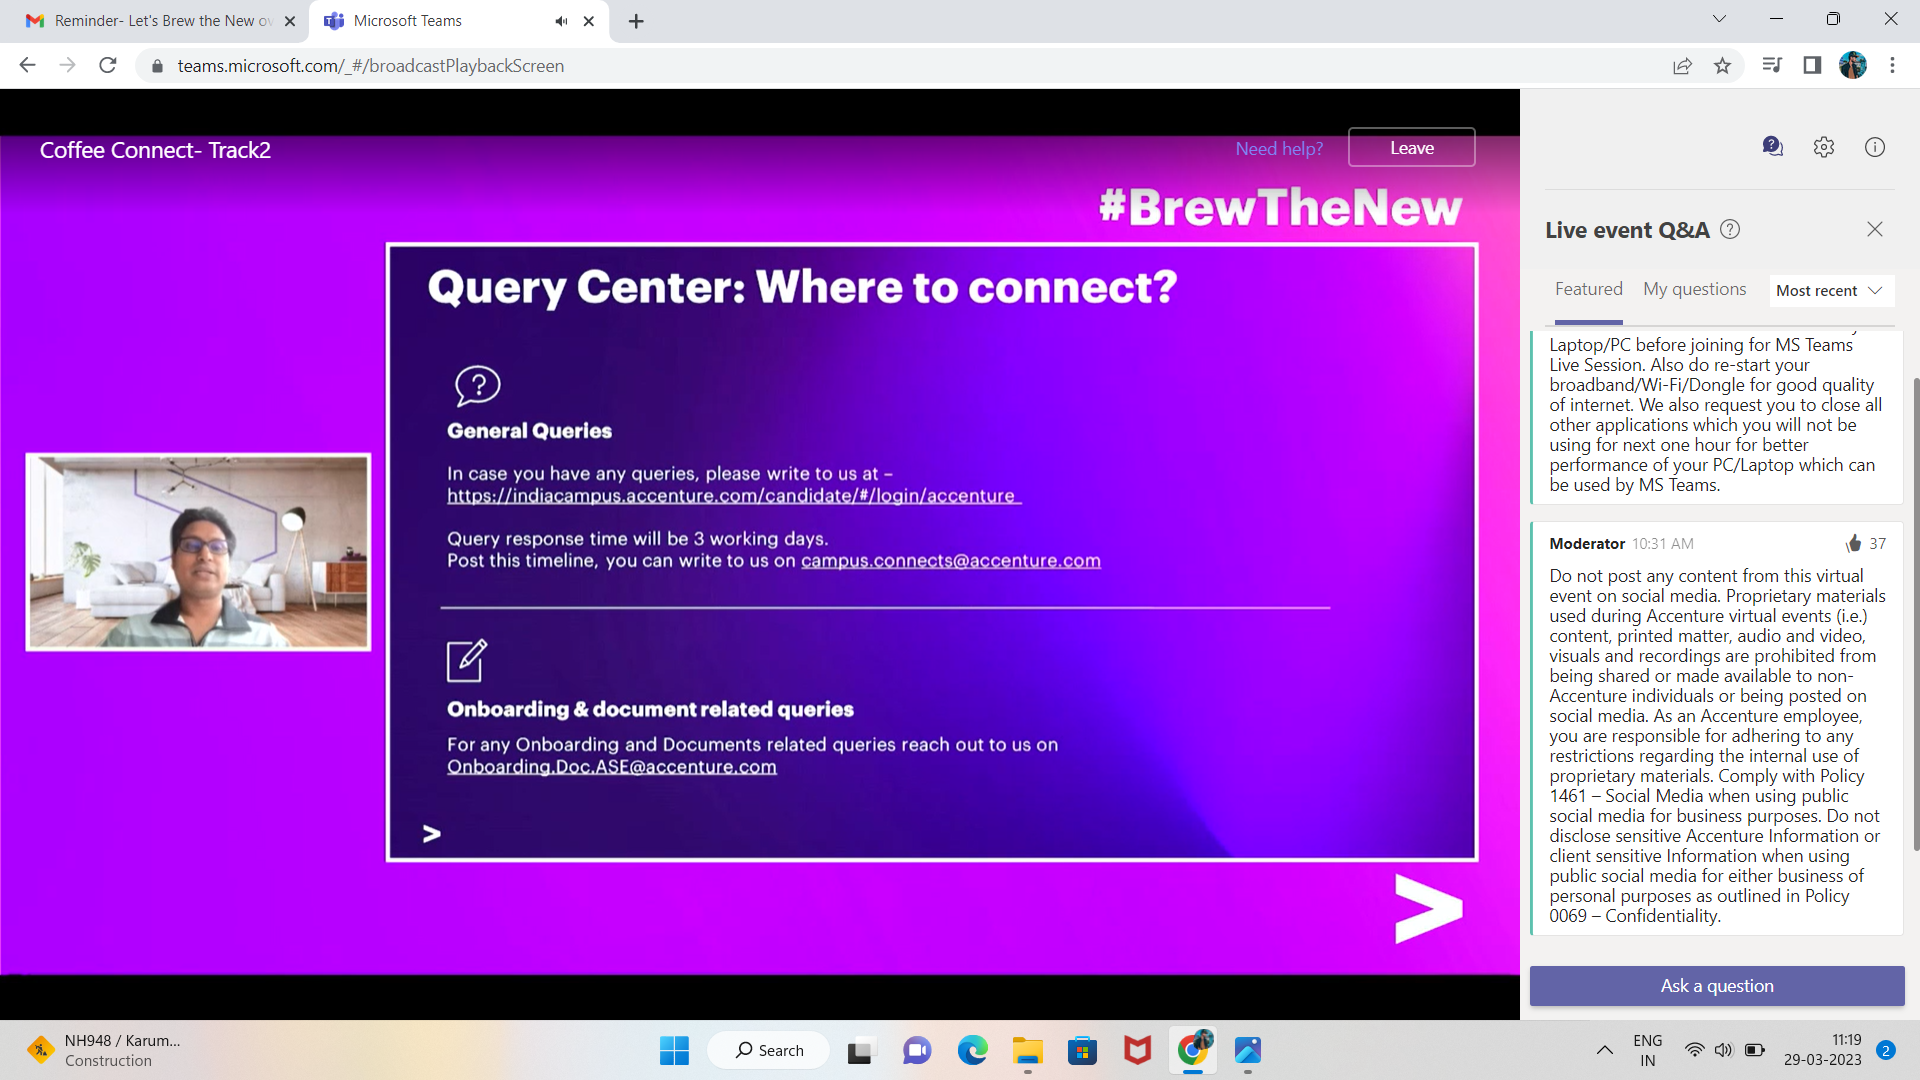 Reminder- Let's Brew the New ov
Microsoft Teams
teams.microsoft.com/_#/broadcastPlaybackScreen
Coffee Connect- Track2
Need help?
Leave
#BrewTheNew
Query Center: Where to connect?
General Queries
In case you have any queries, please write to us at –
https://indiacampus.accenture.com/candidate/#/login/accenture
Query response time will be 3 working days.
Post this timeline, you can write to us on campus.connects@accenture.com
Onboarding & document related queries
For any Onboarding and Documents related queries reach out to us on
Onboarding.Doc.ASE@accenture.com
>
>
Live event Q&A
Featured
My questions
Most recent
Laptop/PC before joining for MS Teams
Live Session. Also do re-start your
broadband/Wi-Fi/Dongle for good quality
of internet. We also request you to close all
other applications which you will not be
using for next one hour for better
performance of your PC/Laptop which can
be used by MS Teams.
Moderator 10:31 AM
37
Do not post any content from this virtual
event on social media. Proprietary materials
used during Accenture virtual events (i.e.)
content, printed matter, audio and video,
visuals and recordings are prohibited from
being shared or made available to non-
Accenture individuals or being posted on
social media. As an Accenture employee,
you are responsible for adhering to any
restrictions regarding the internal use of
proprietary materials. Comply with Policy
1461 – Social Media when using public
social media for business purposes. Do not
disclose sensitive Accenture Information or
client sensitive Information when using
public social media for either business of
personal purposes as outlined in Policy
0069 – Confidentiality.
Ask a question
NH948 / Karum...
Construction
Search
ENG
IN
11:19
29-03-2023
2